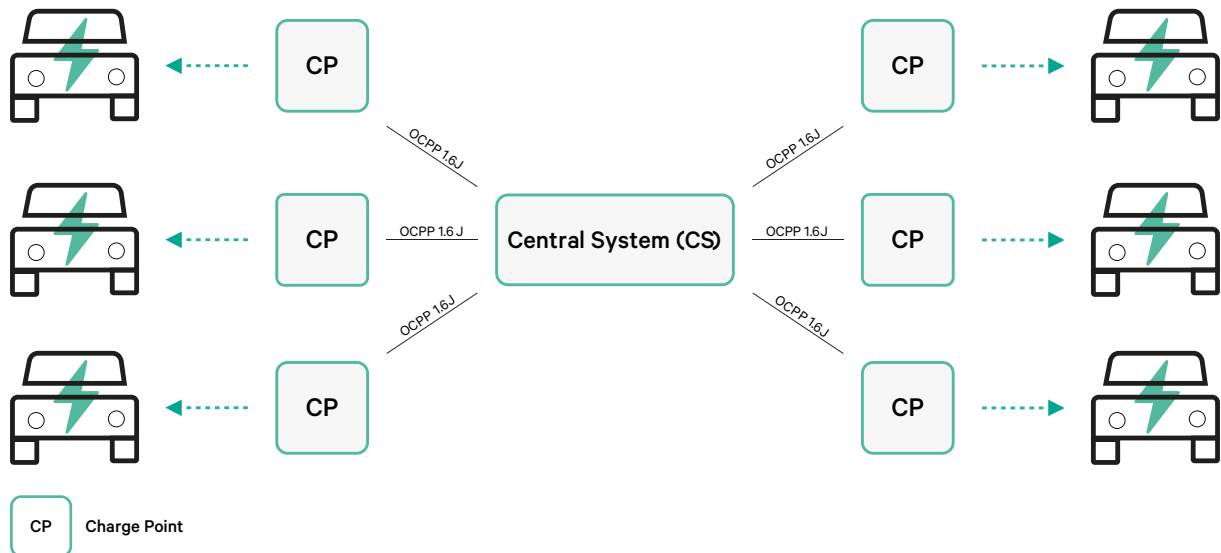 CP
CP
OCPP 1.6J
OCPP 1.6J
CP
OCPP 1.6 J
Central System (CS)
OCPP 1.6J
CP
OCPP 1.6J
OCPP 1.6J
CP
CP
CP
Charge Point